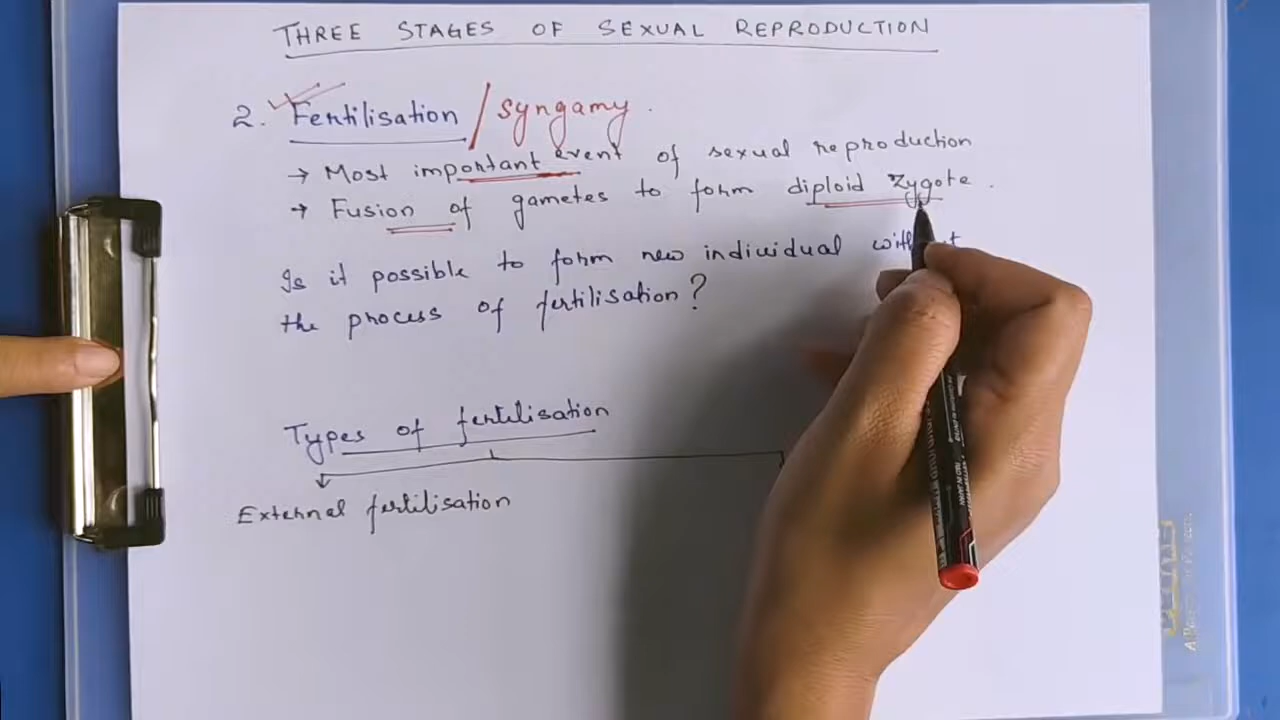 THREE STAGES OF SEXUAL REPRODUCTION
2. Fertilisation / Syngamy.
→ Most important event of sexual reproduction
→ Fusion of gametes to form diploid zygote.
Is it possible to form new individual
the process of fertilisation?
Types of fertilisation
External fertilisation